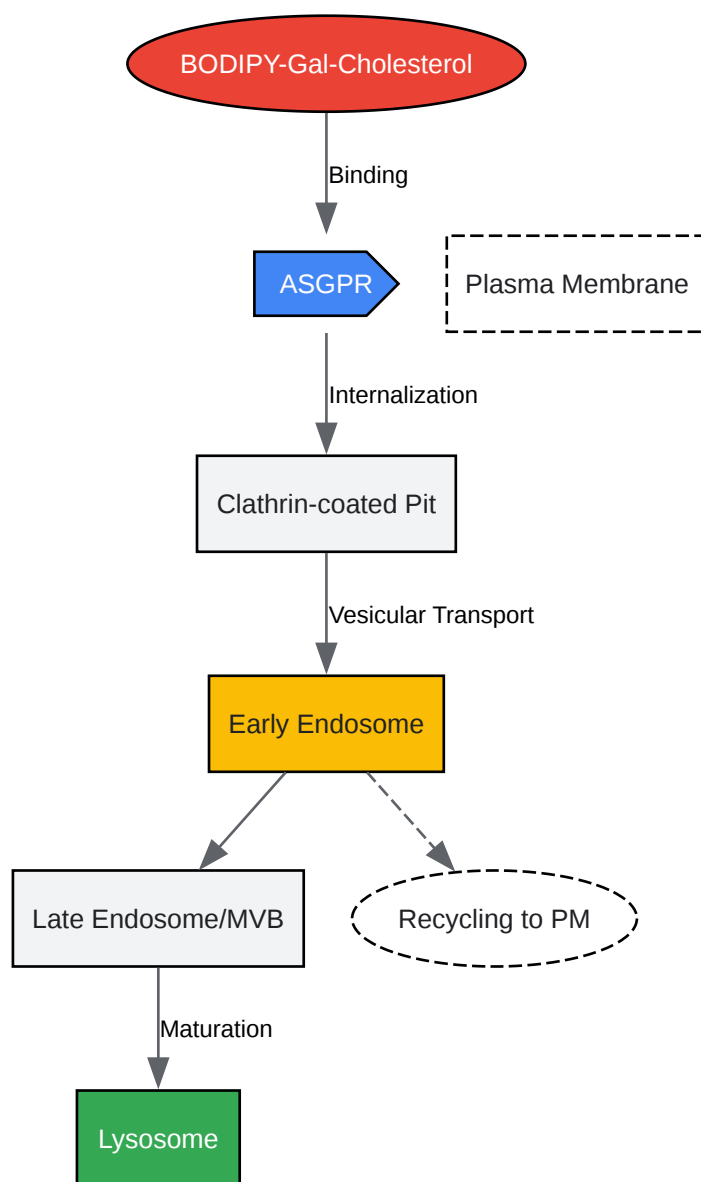 BODIPY-Gal-Cholesterol
Binding
ASGPR
Plasma Membrane
Internalization
Clathrin-coated Pit
Vesicular Transport
Early Endosome
Late Endosome/MVB
Recycling to PM
Maturation
Lysosome